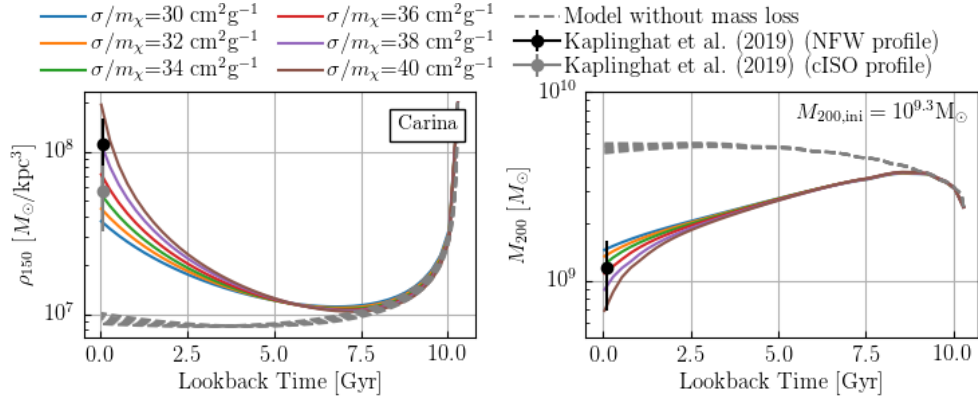 σ/mχ=30 cm²g⁻¹
σ/mχ=36 cm²g⁻¹
Model without mass loss
σ/mχ=32 cm²g⁻¹
σ/mχ=38 cm²g⁻¹
Kaplinghat et al. (2019) (NFW profile)
σ/mχ=34 cm²g⁻¹
σ/mχ=40 cm²g⁻¹
Kaplinghat et al. (2019) (cISO profile)
Carina
10⁸
10⁷
ρ₁₅₀ [M☉/kpc³]
0.0 2.5 5.0 7.5 10.0
Lookback Time [Gyr]
M₂₀₀,ini = 10⁹·³M☉
10¹⁰
10⁹
M₂₀₀ [M☉]
0.0 2.5 5.0 7.5 10.0
Lookback Time [Gyr]